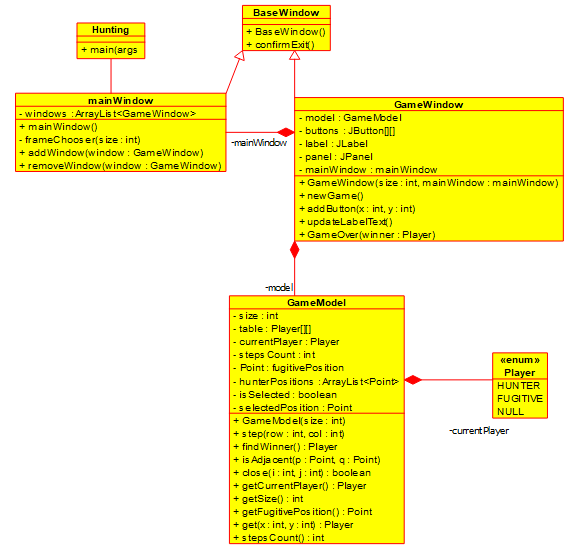 BaseWindow
+ BaseWindow()
+ confirmExit()
Hunting
+ main(args
mainWindow
- windows : ArrayList<GameWindow>
+ mainWindow()
- frameChooser(size : int)
+ addWindow(window : GameWindow)
+ removeWindow(window : GameWindow)
-mainWindow
GameWindow
- model : GameModel
- buttons : JButton[][]
- label : JLabel
- panel : JPanel
- mainWindow : mainWindow
+ GameWindow(size : int, mainWindow : mainWindow)
+ newGame()
+ addButton(x : int, y : int)
+ updateLabelText()
+ GameOver(winner : Player)
-model
GameModel
- size : int
- table : Player[][]
- currentPlayer : Player
- steps Count : int
- Point : fugitivePosition
- hunterPositions : ArrayList<Point>
- isSelected : boolean
- selectedPosition : Point
+ GameModel(size : int)
+ step(row : int, col : int)
+ findWinner() : Player
+ isAdjacent(p : Point, q : Point)
+ close(i : int, j : int) : boolean
+ getCurrentPlayer() : Player
+ getSize() : int
+ getFugitivePosition() : Point
+ get(x : int, y : int) : Player
+ stepsCount() : int
«enum»
Player
HUNTER
FUGITIVE
NULL
-currentPlayer